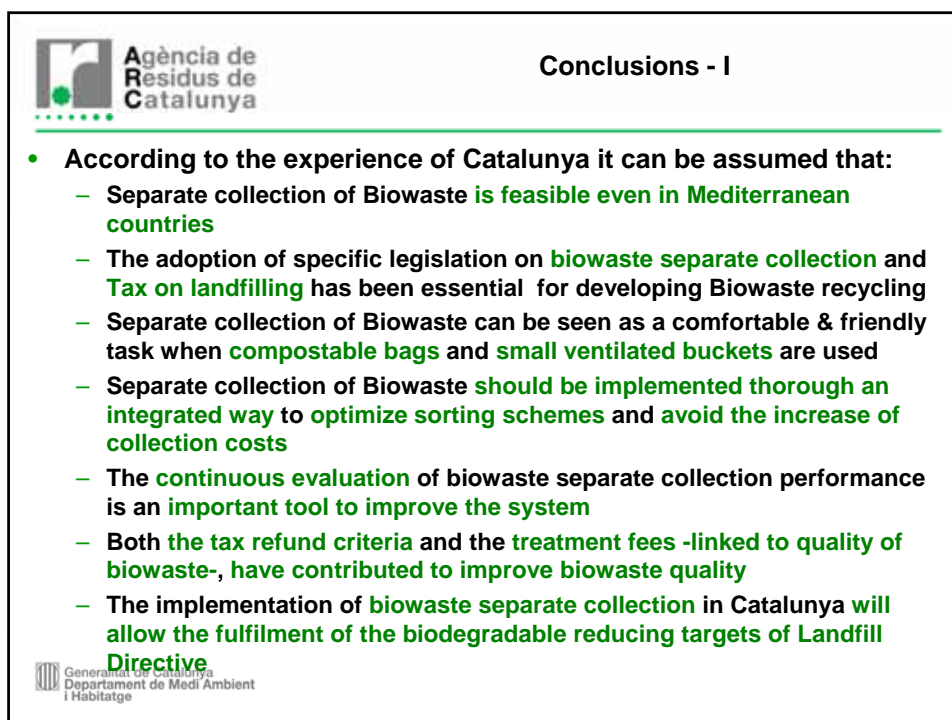 Agència de
Residus de
Catalunya
Conclusions - I
• According to the experience of Catalunya it can be assumed that:
– Separate collection of Biowaste is feasible even in Mediterranean
countries
– The adoption of specific legislation on biowaste separate collection and
Tax on landfilling has been essential for developing Biowaste recycling
– Separate collection of Biowaste can be seen as a comfortable & friendly
task when compostable bags and small ventilated buckets are used
– Separate collection of Biowaste should be implemented thorough an
integrated way to optimize sorting schemes and avoid the increase of
collection costs
– The continuous evaluation of biowaste separate collection performance
is an important tool to improve the system
– Both the tax refund criteria and the treatment fees -linked to quality of
biowaste-, have contributed to improve biowaste quality
– The implementation of biowaste separate collection in Catalunya will
allow the fulfilment of the biodegradable reducing targets of Landfill
Directive
Generalitat de Catalunya
Departament de Medi Ambient
i Habitatge